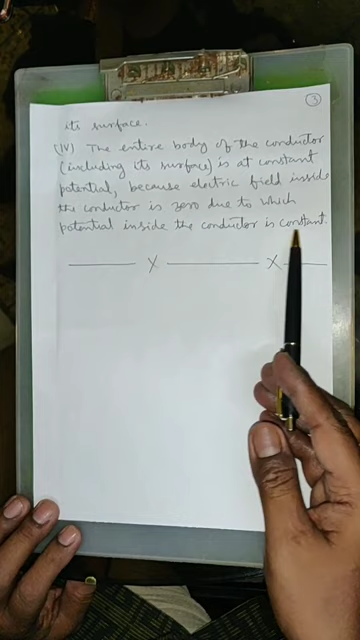 3
its surface.
(IV) The entire body of the conductor
(including its surface) is at constant
potential, because electric field inside
the conductor is zero due to which
potential inside the conductor is constant.
X X